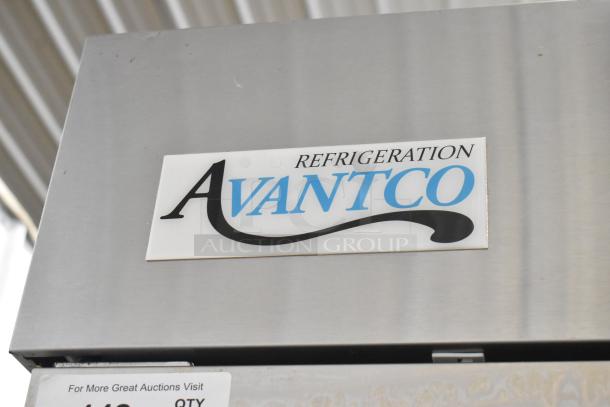 REFRIGERATION
AVANTCO
AUCTION GROUP
For More Great Auctions Visit
QTY